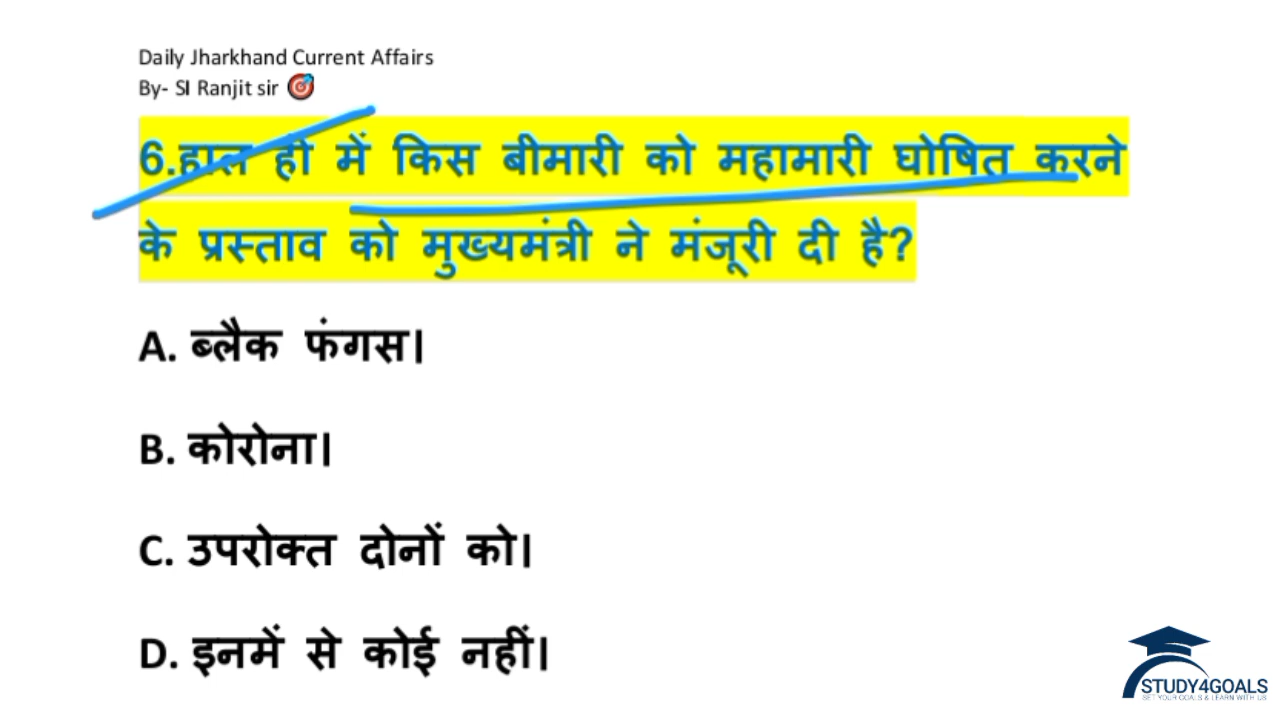 Daily Jharkhand Current Affairs
By- SI Ranjit sir 🎯
6.हाल ही में किस बीमारी को महामारी घोषित करने
के प्रस्ताव को मुख्यमंत्री ने मंजूरी दी है?
A. ब्लैक फंगस।
B. कोरोना।
C. उपरोक्त दोनों को।
D. इनमें से कोई नहीं।
STUDY4GOALS
SET YOUR GOALS & LEARN WITH US